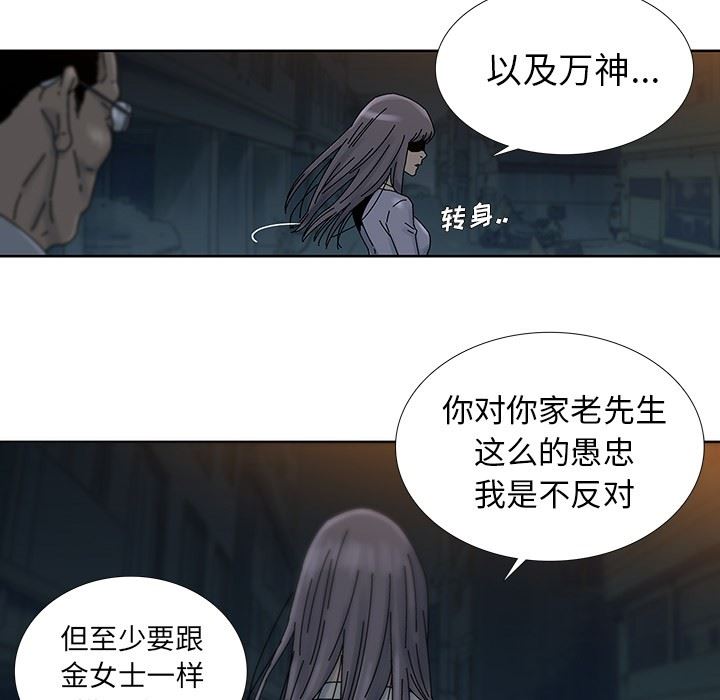 以及万神...
转身..
你对你家老先生
这么的愚忠
我是不反对
但至少要跟
金女士一样